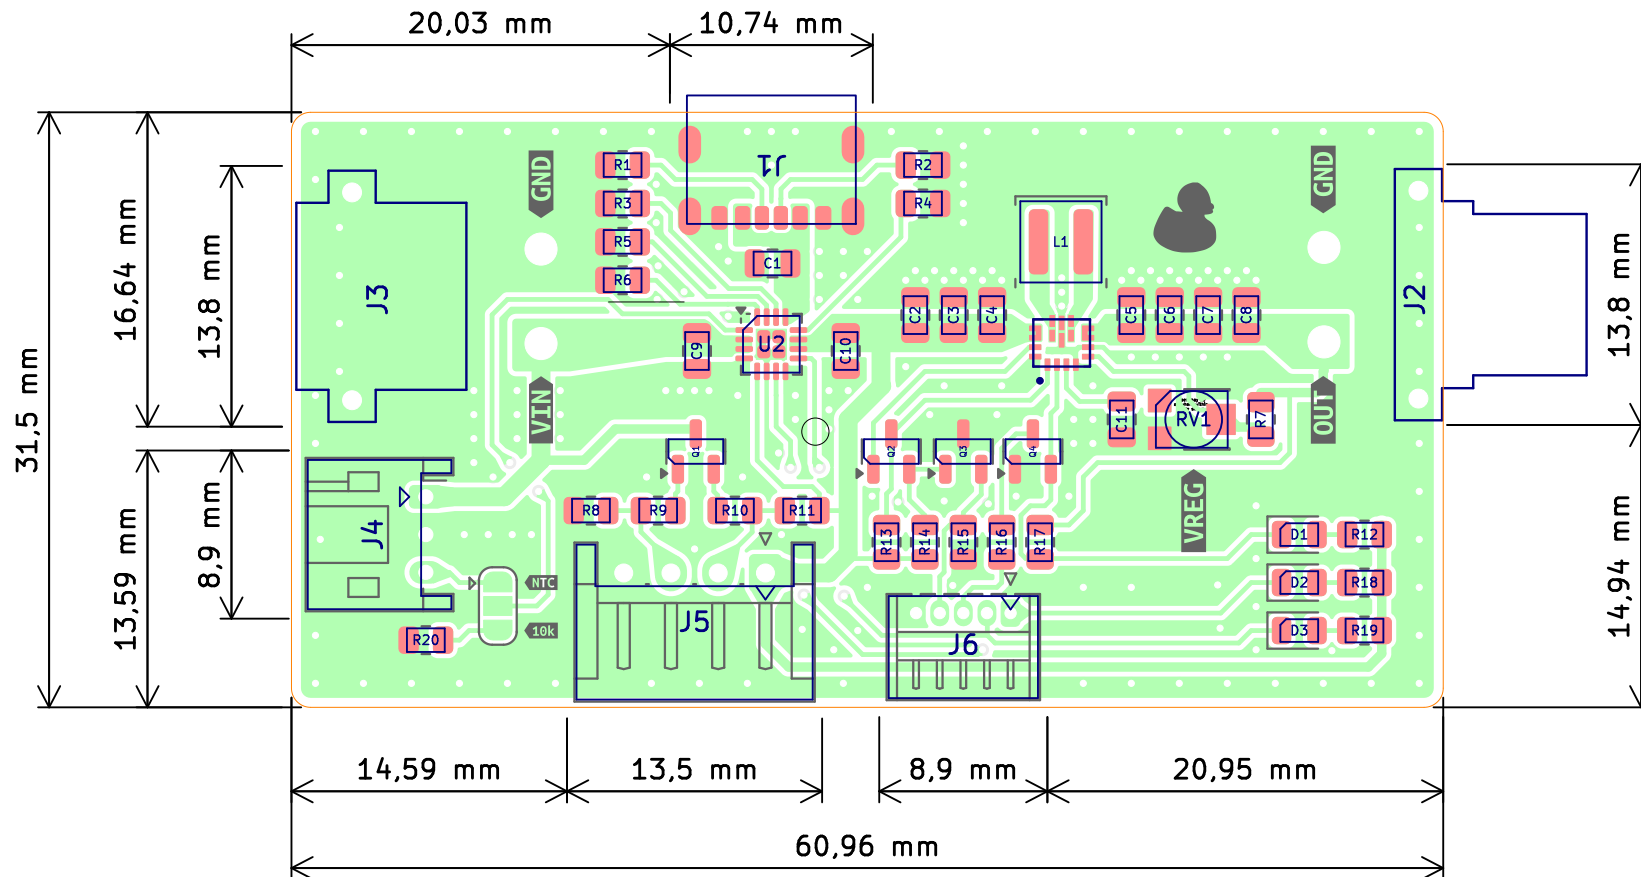 20,03 mm
10,74 mm
31,5 mm
16,64 mm
13,8 mm
13,59 mm
8,9 mm
13,8 mm
14,94 mm
14,59 mm
13,5 mm
8,9 mm
20,95 mm
60,96 mm
GND
R1
J1
R2
GND
R3
R4
R5
L1
R6
C1
J3
J2
C2
C3
C4
C5
C6
C7
C8
C9
U2
C10
VIN
C11
RV1
R7
OUT
Q1
Q2
Q3
Q4
J4
R8
R9
R10
R11
VREG
R13
R14
R15
R16
R17
D1
R12
NTC
D2
R18
10k
R20
J5
J6
D3
R19